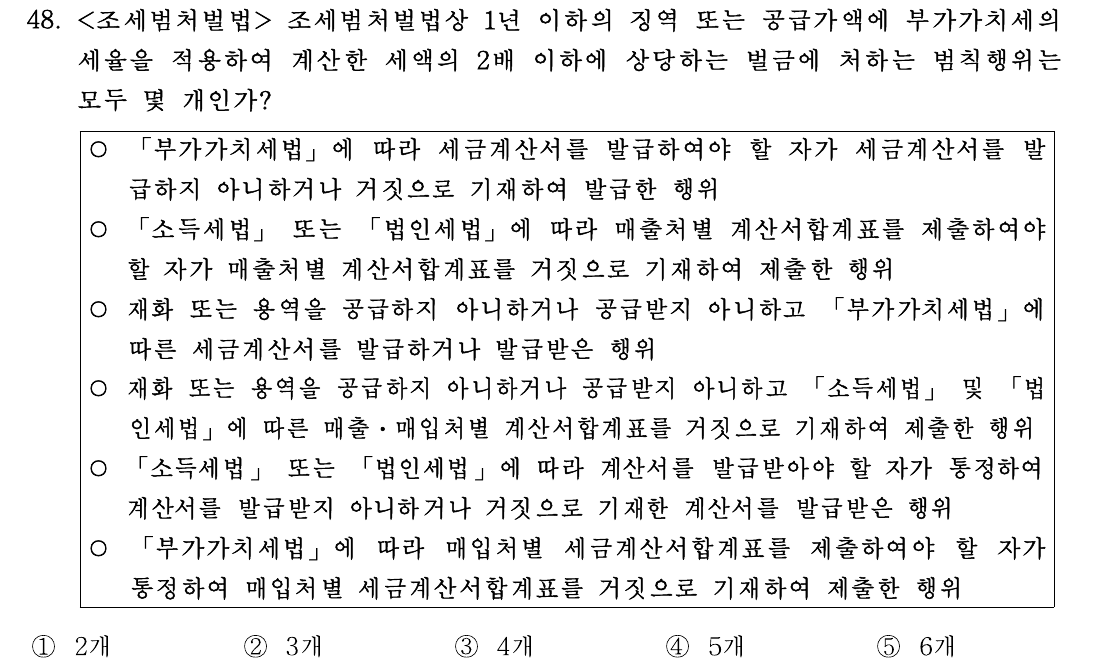 48. <조세범처벌법> 조세범처벌법상 1년 이하의 징역 또는 공급가액에 부가가치세의
세율을 적용하여 계산한 세액의 2배 이하에 상당하는 벌금에 처하는 범칙행위는
모두 몇 개인가?
○ 「부가가치세법」에 따라 세금계산서를 발급하여야 할 자가 세금계산서를 발
급하지 아니하거나 거짓으로 기재하여 발급한 행위
○ 「소득세법」 또는 「법인세법」에 따라 매출처별 계산서합계표를 제출하여야
할 자가 매출처별 계산서합계표를 거짓으로 기재하여 제출한 행위
○ 재화 또는 용역을 공급하지 아니하거나 공급받지 아니하고 「부가가치세법」에
따른 세금계산서를 발급하거나 발급받은 행위
○ 재화 또는 용역을 공급하지 아니하거나 공급받지 아니하고 「소득세법」 및 「법
인세법」에 따른 매출·매입처별 계산서합계표를 거짓으로 기재하여 제출한 행위
○ 「소득세법」 또는 「법인세법」에 따라 계산서를 발급받아야 할 자가 통정하여
계산서를 발급받지 아니하거나 거짓으로 기재한 계산서를 발급받은 행위
○ 「부가가치세법」에 따라 매입처별 세금계산서합계표를 제출하여야 할 자가
통정하여 매입처별 세금계산서합계표를 거짓으로 기재하여 제출한 행위
① 2개 ② 3개 ③ 4개 ④ 5개 ⑤ 6개